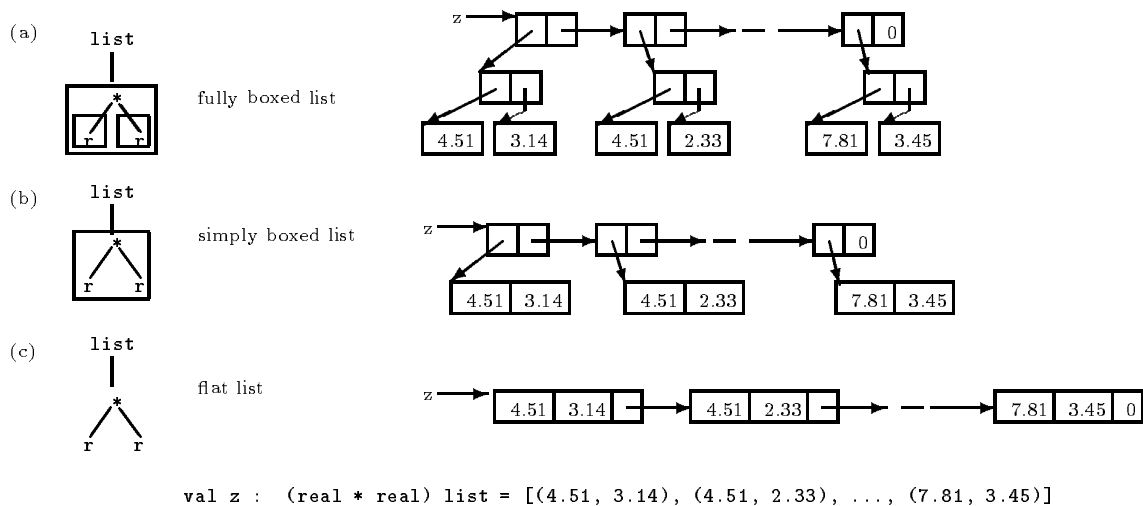 (a)
list
*
r r
fully boxed list
z
0
4.51 3.14 4.51 2.33 7.81 3.45
(b)
list
*
r r
simply boxed list
z
0
4.51 3.14 4.51 2.33 7.81 3.45
(c)
list
*
r r
flat list
z
4.51 3.14 4.51 2.33 7.81 3.45 0
val z : (real * real) list = [(4.51, 3.14), (4.51, 2.33), ..., (7.81, 3.45)]